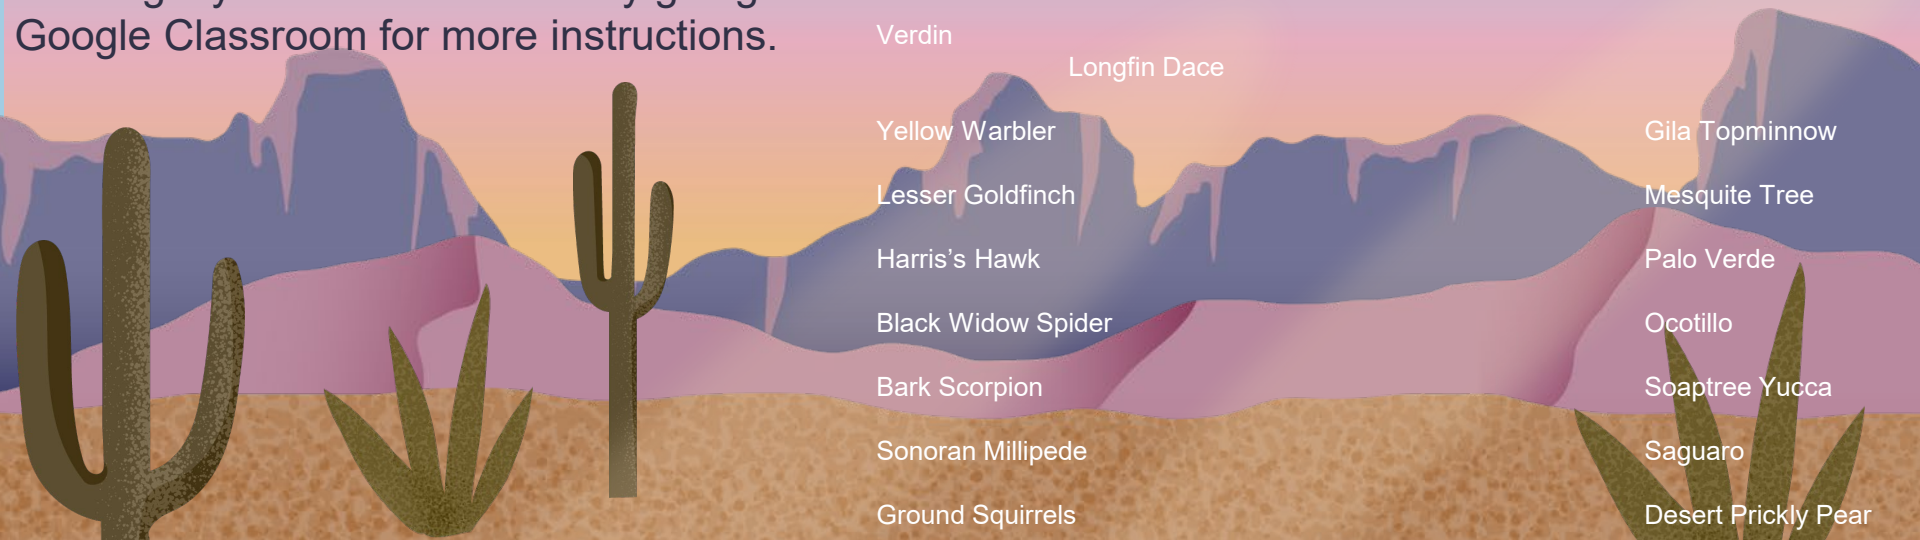 Google Classroom for more instructions.
Verdin
Longfin Dace
Yellow Warbler
Lesser Goldfinch
Harris’s Hawk
Black Widow Spider
Bark Scorpion
Sonoran Millipede
Ground Squirrels
Gila Topminnow
Mesquite Tree
Palo Verde
Ocotillo
Soaptree Yucca
Saguaro
Desert Prickly Pear